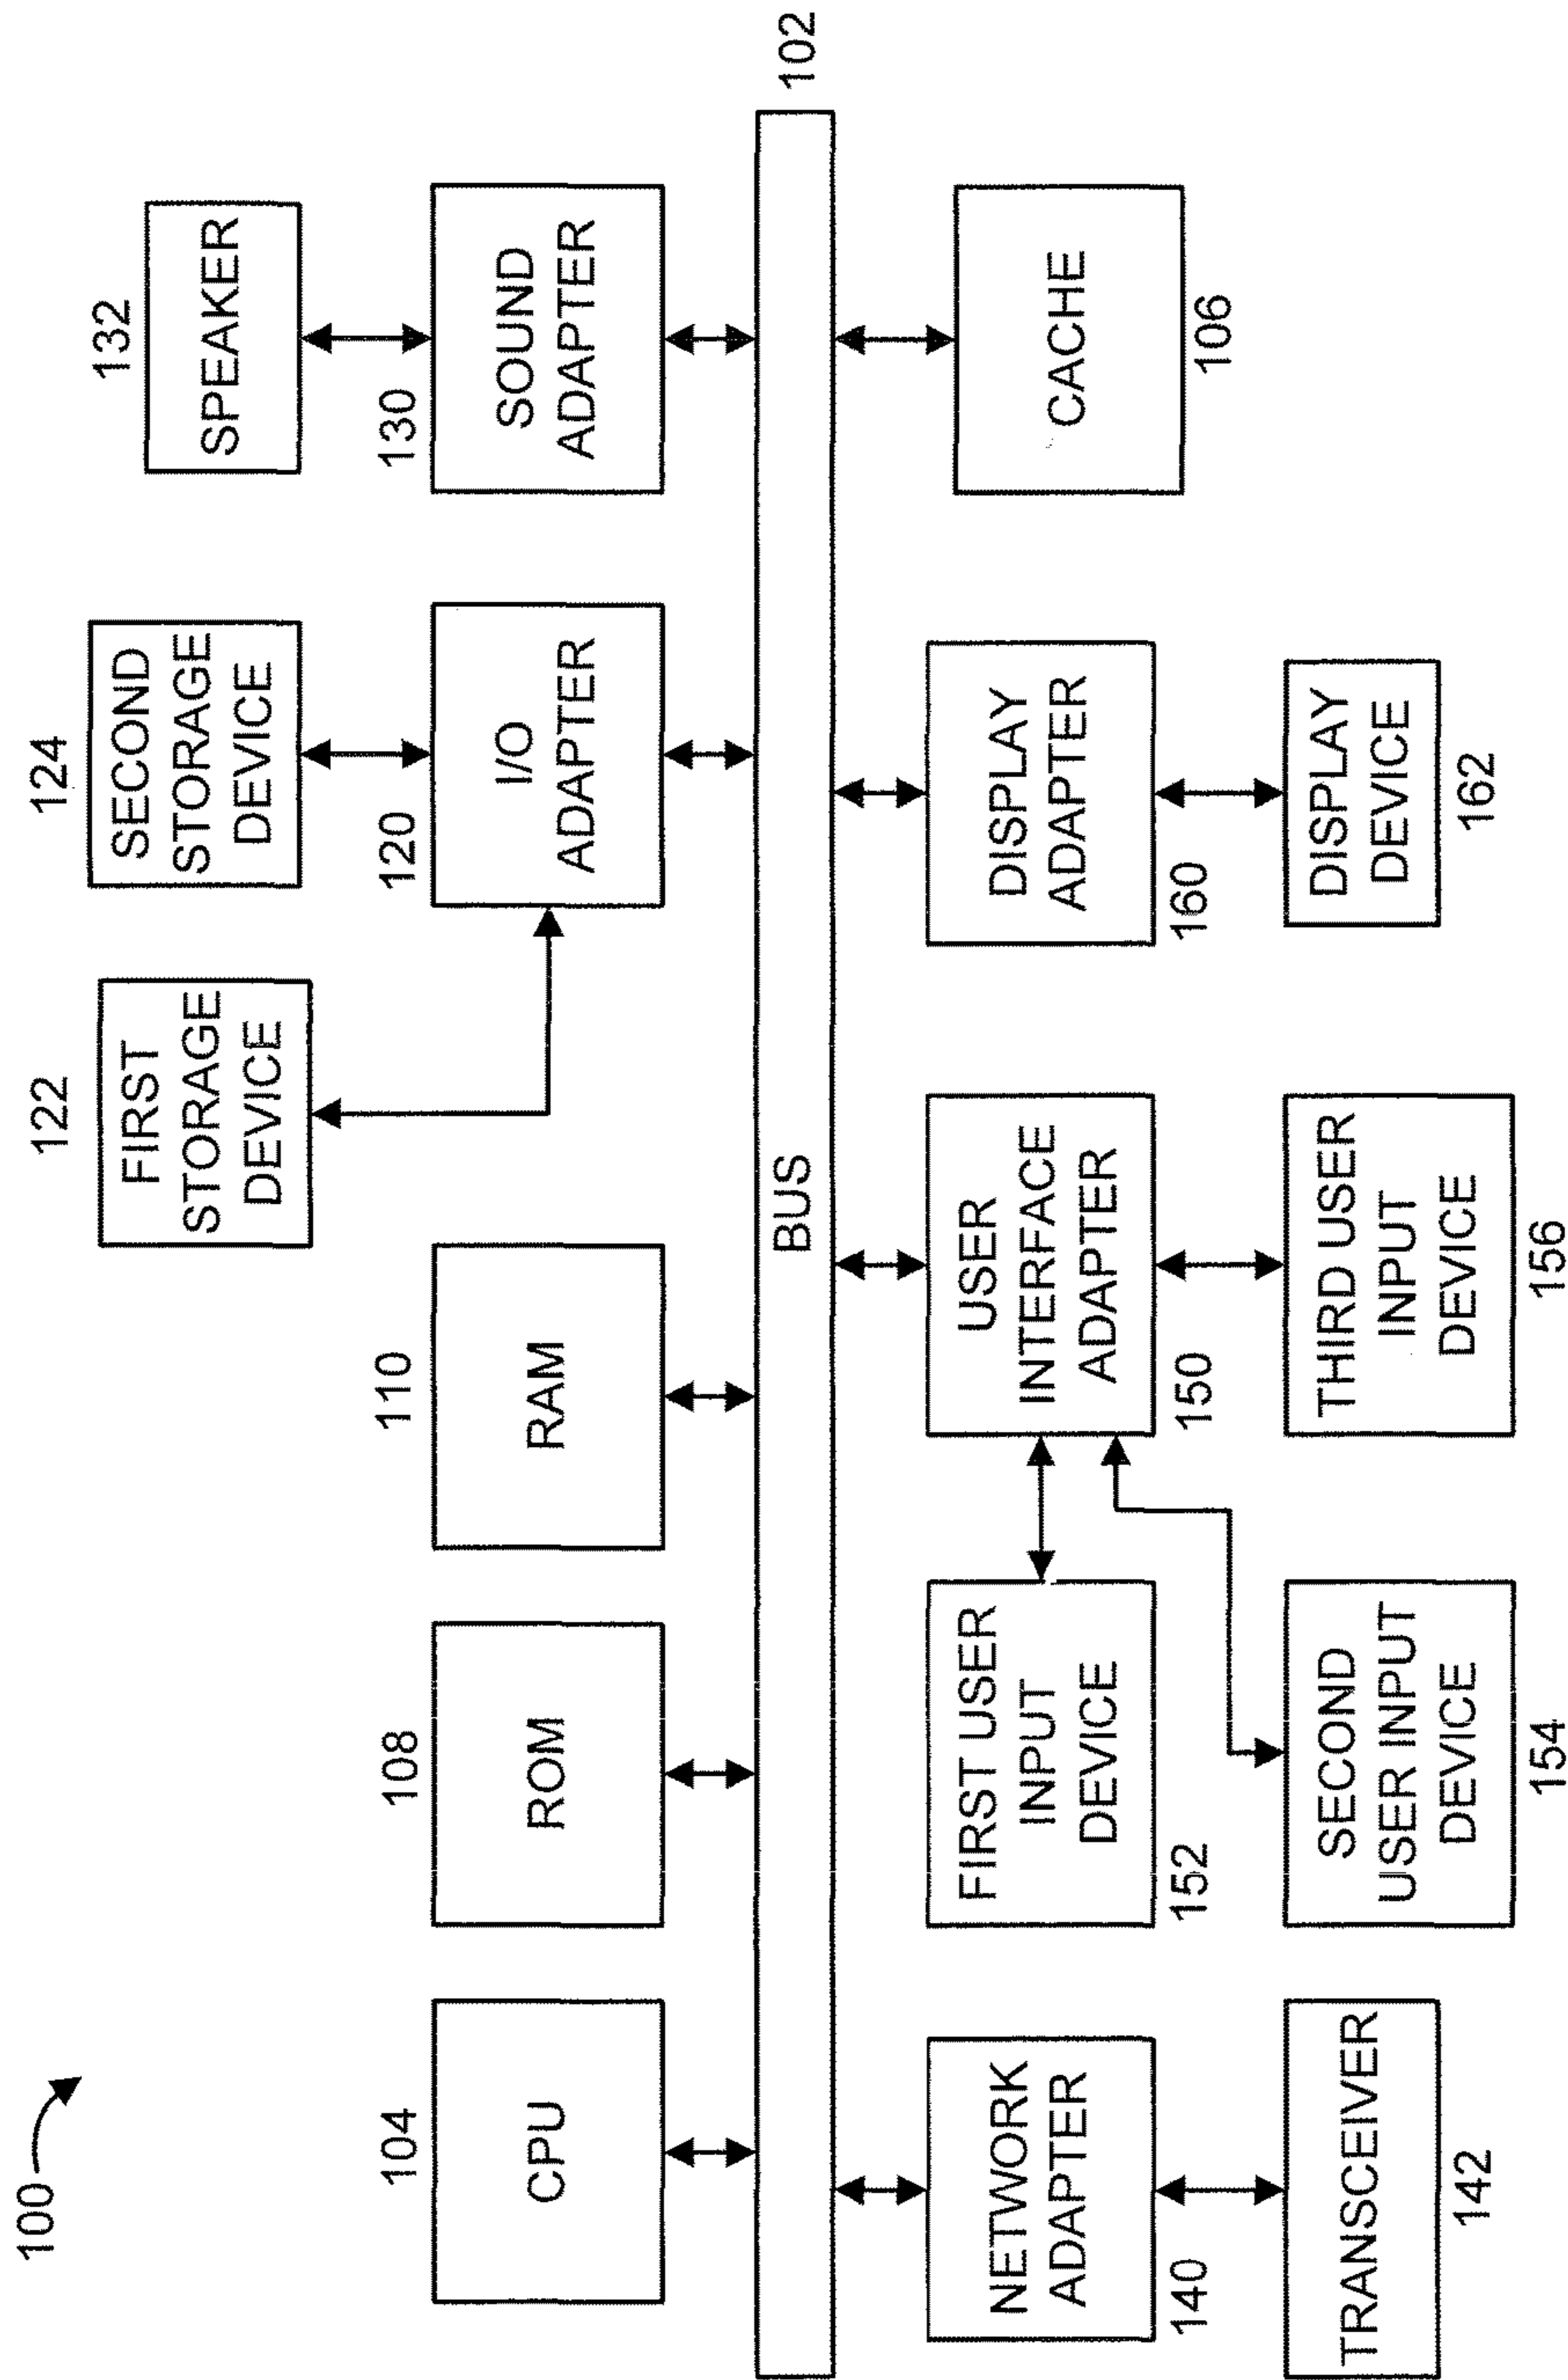 100
122
FIRST
STORAGE
DEVICE
124
SECOND
STORAGE
DEVICE
132
SPEAKER
104
CPU
108
ROM
110
RAM
120
I/O
ADAPTER
130
SOUND
ADAPTER
BUS
102
NETWORK
ADAPTER
140
FIRST USER
INPUT
DEVICE
152
USER
INTERFACE
ADAPTER
150
DISPLAY
ADAPTER
160
CACHE
106
TRANSCEIVER
142
SECOND
USER INPUT
DEVICE
154
THIRD USER
INPUT
DEVICE
156
DISPLAY
DEVICE
162